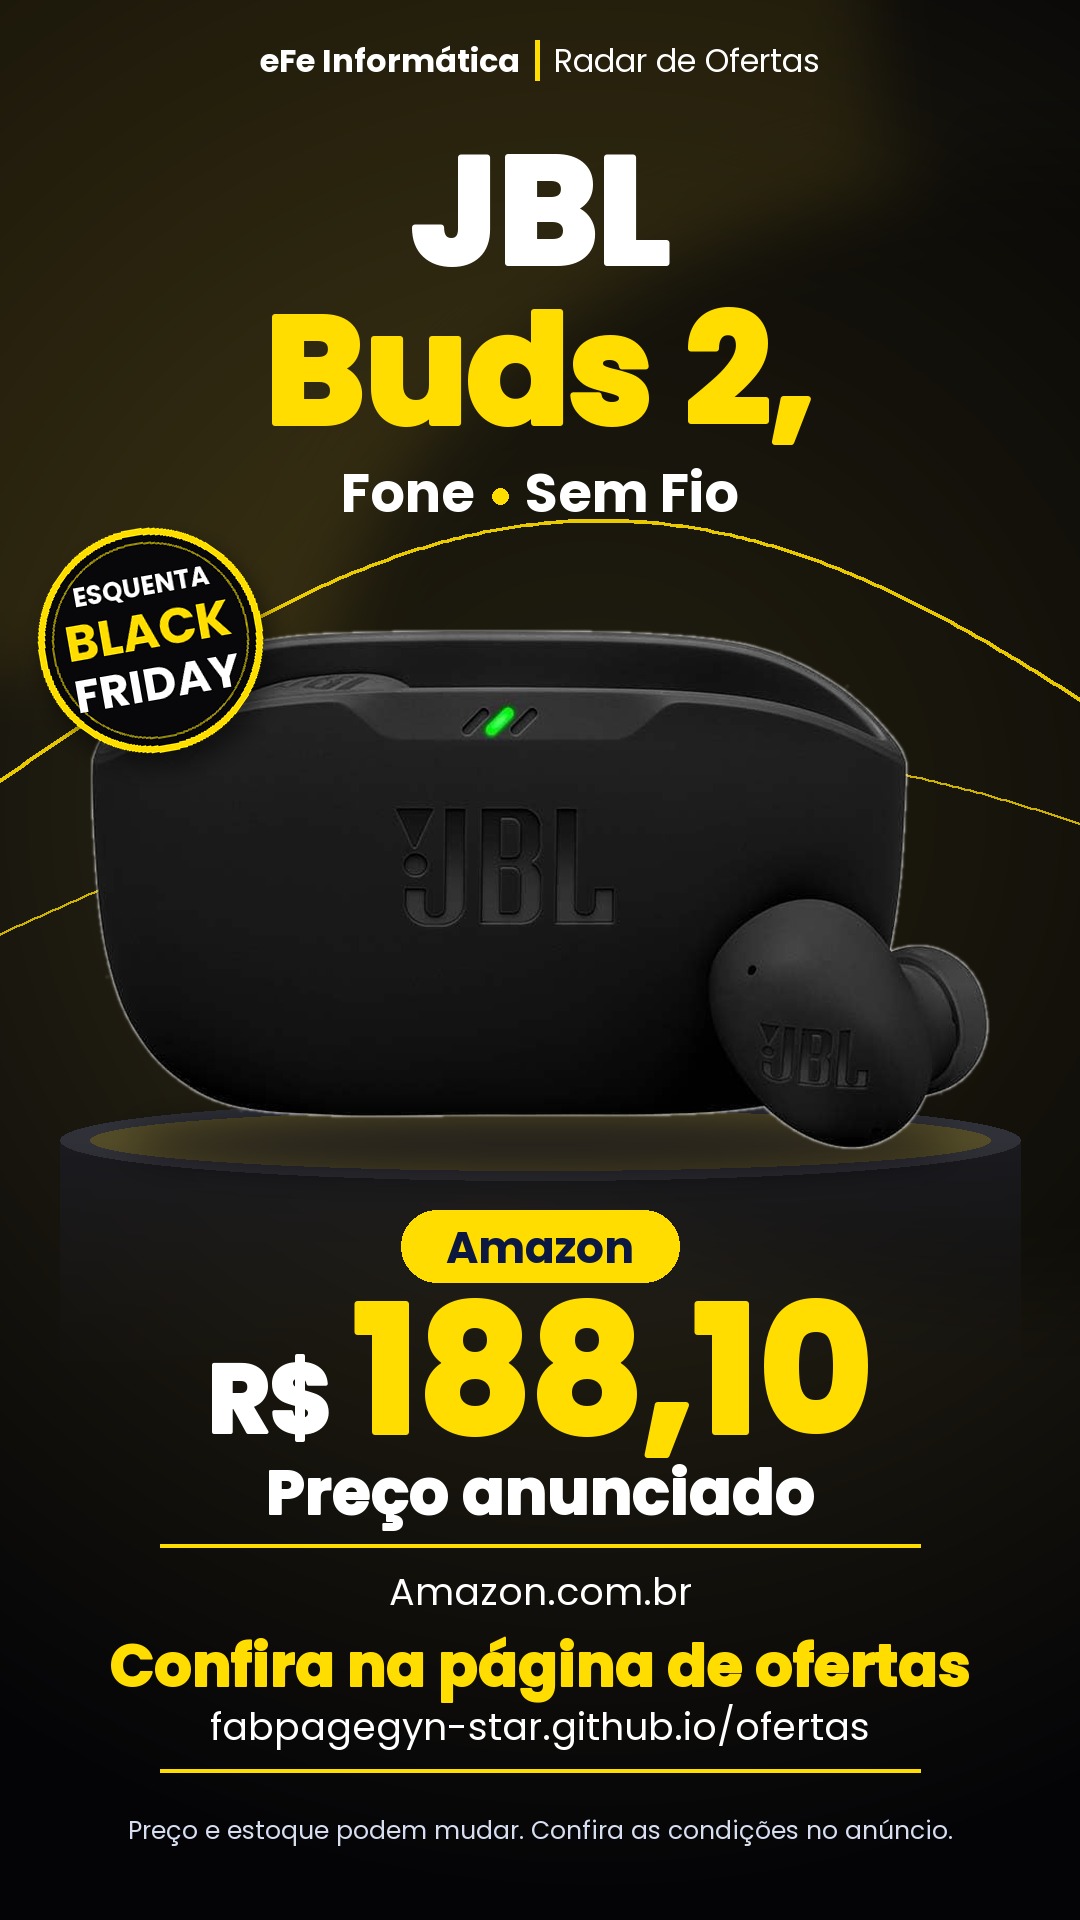 eFe Informática | Radar de Ofertas
JBL
Buds 2,
Fone • Sem Fio
ESQUENTA
BLACK
FRIDAY
JBL
JBL
Amazon
R$ 188,10
Preço anunciado
Amazon.com.br
Confira na página de ofertas
fabpagegyn-star.github.io/ofertas
Preço e estoque podem mudar. Confira as condições no anúncio.